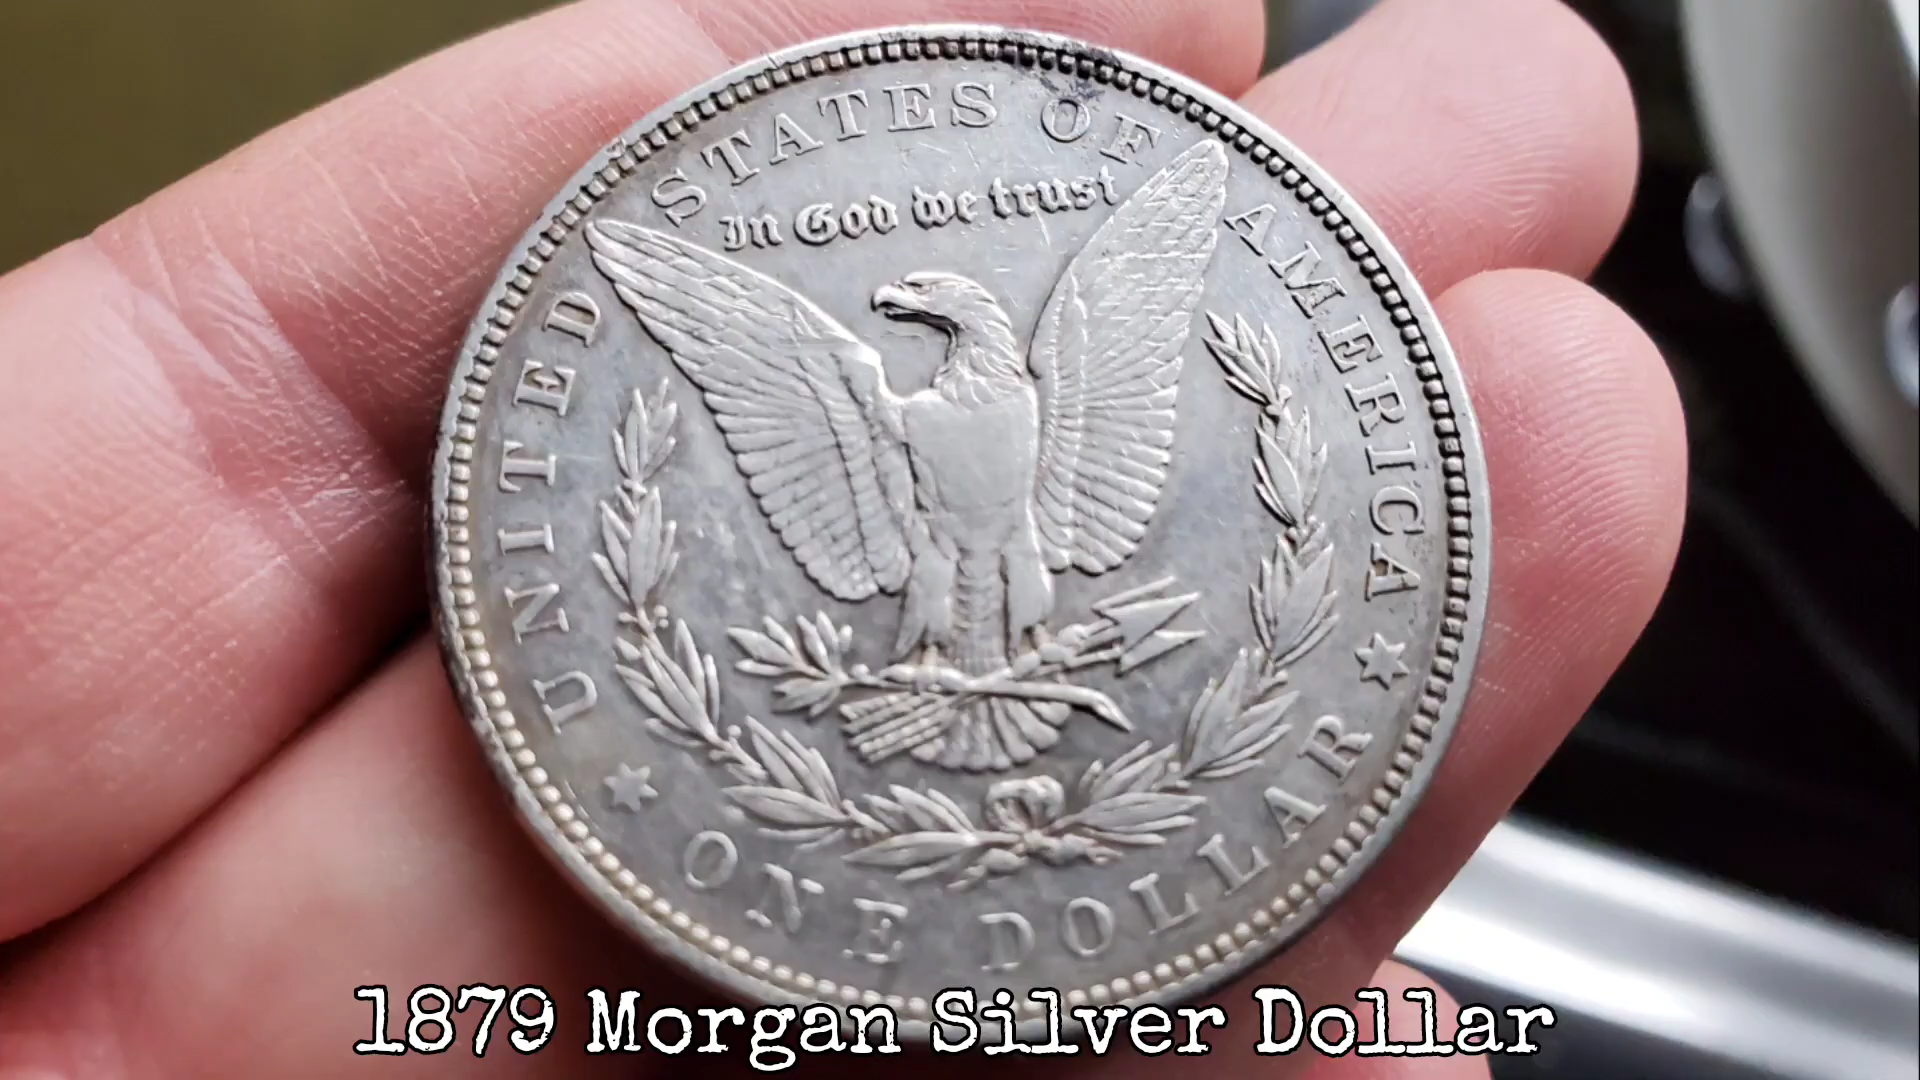 UNITED STATES OF AMERICA
In God we trust
ONE DOLLAR
1879 Morgan Silver Dollar